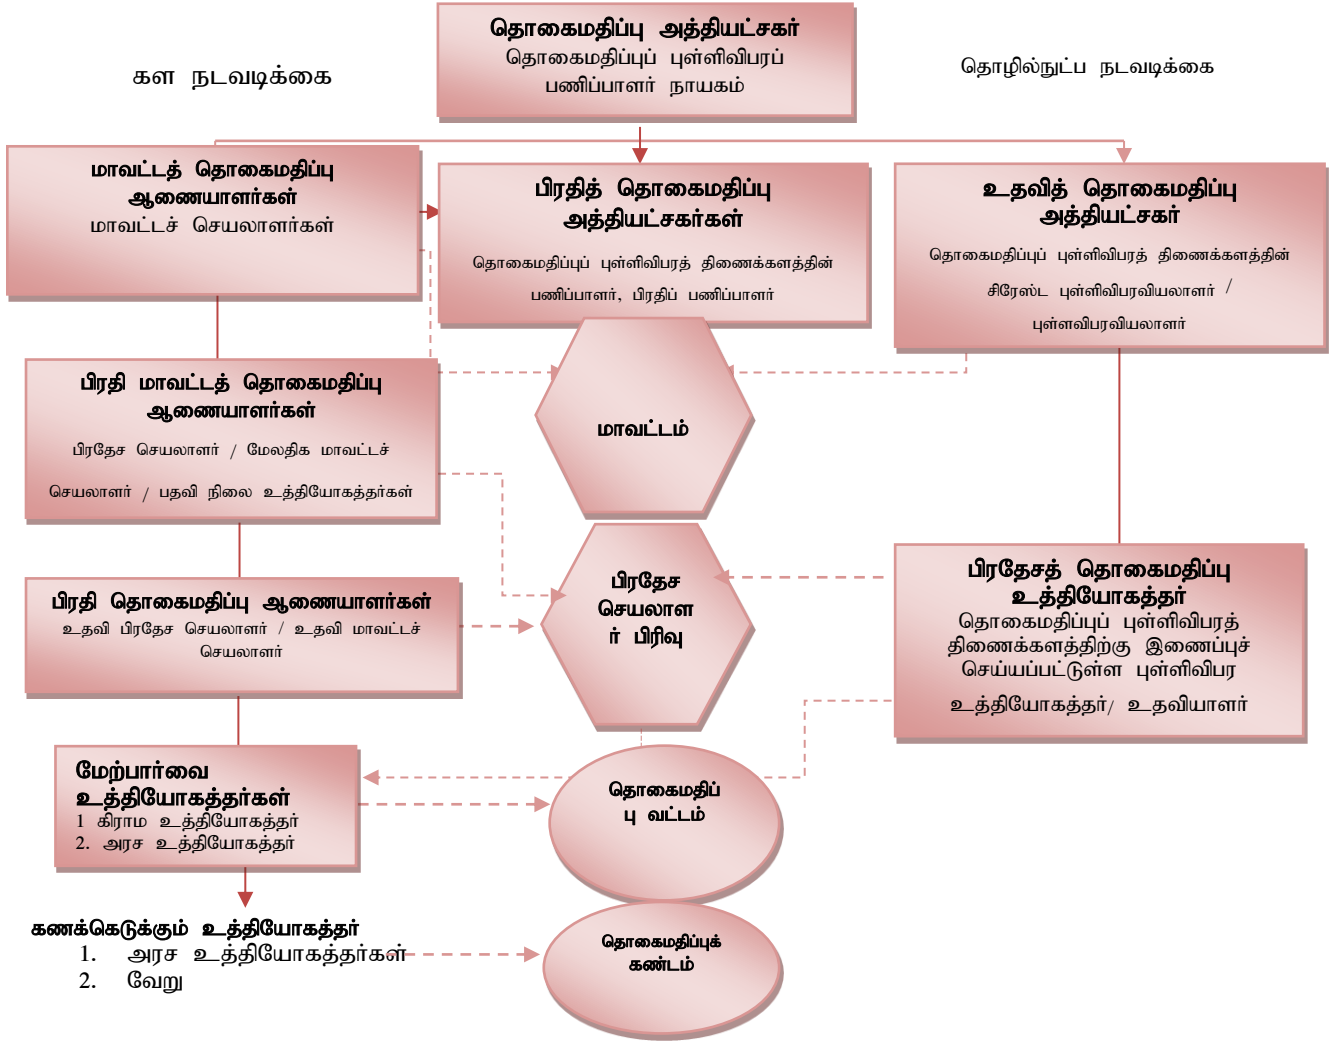 தொகைமதிப்பு அத்தியட்சகர்
தொகைமதிப்புப் புள்ளிவிபரப்
பணிப்பாளர் நாயகம்
கள நடவடிக்கை
தொழில்நுட்ப நடவடிக்கை
மாவட்டத் தொகைமதிப்பு
ஆணையாளர்கள்
மாவட்டச் செயலாளர்கள்
பிரதித் தொகைமதிப்பு
அத்தியட்சகர்கள்
தொகைமதிப்புப் புள்ளிவிபரத் திணைக்களத்தின்
பணிப்பாளர், பிரதிப் பணிப்பாளர்
உதவித் தொகைமதிப்பு
அத்தியட்சகர்
தொகைமதிப்புப் புள்ளிவிபரத் திணைக்களத்தின்
சிரேஸ்ட புள்ளிவிபரவியலாளர் /
புள்ளவிபரவியலாளர்
பிரதி மாவட்டத் தொகைமதிப்பு
ஆணையாளர்கள்
பிரதேச செயலாளர் / மேலதிக மாவட்டச்
செயலாளர் / பதவி நிலை உத்தியோகத்தர்கள்
மாவட்டம்
பிரதி தொகைமதிப்பு ஆணையாளர்கள்
உதவி பிரதேச செயலாளர் / உதவி மாவட்டச்
செயலாளர்
பிரதேச
செயலாள
ர் பிரிவு
பிரதேசத் தொகைமதிப்பு
உத்தியோகத்தர்
தொகைமதிப்புப் புள்ளிவிபரத்
திணைக்களத்திற்கு இணைப்புச்
செய்யப்பட்டுள்ள புள்ளிவிபர
உத்தியோகத்தர்/ உதவியாளர்
மேற்பார்வை
உத்தியோகத்தர்கள்
1 கிராம உத்தியோகத்தர்
2. அரச உத்தியோகத்தர்
தொகைமதிப்
பு வட்டம்
கணக்கெடுக்கும் உத்தியோகத்தர்
1. அரச உத்தியோகத்தர்கள்
2. வேறு
தொகைமதிப்புக்
கண்டம்